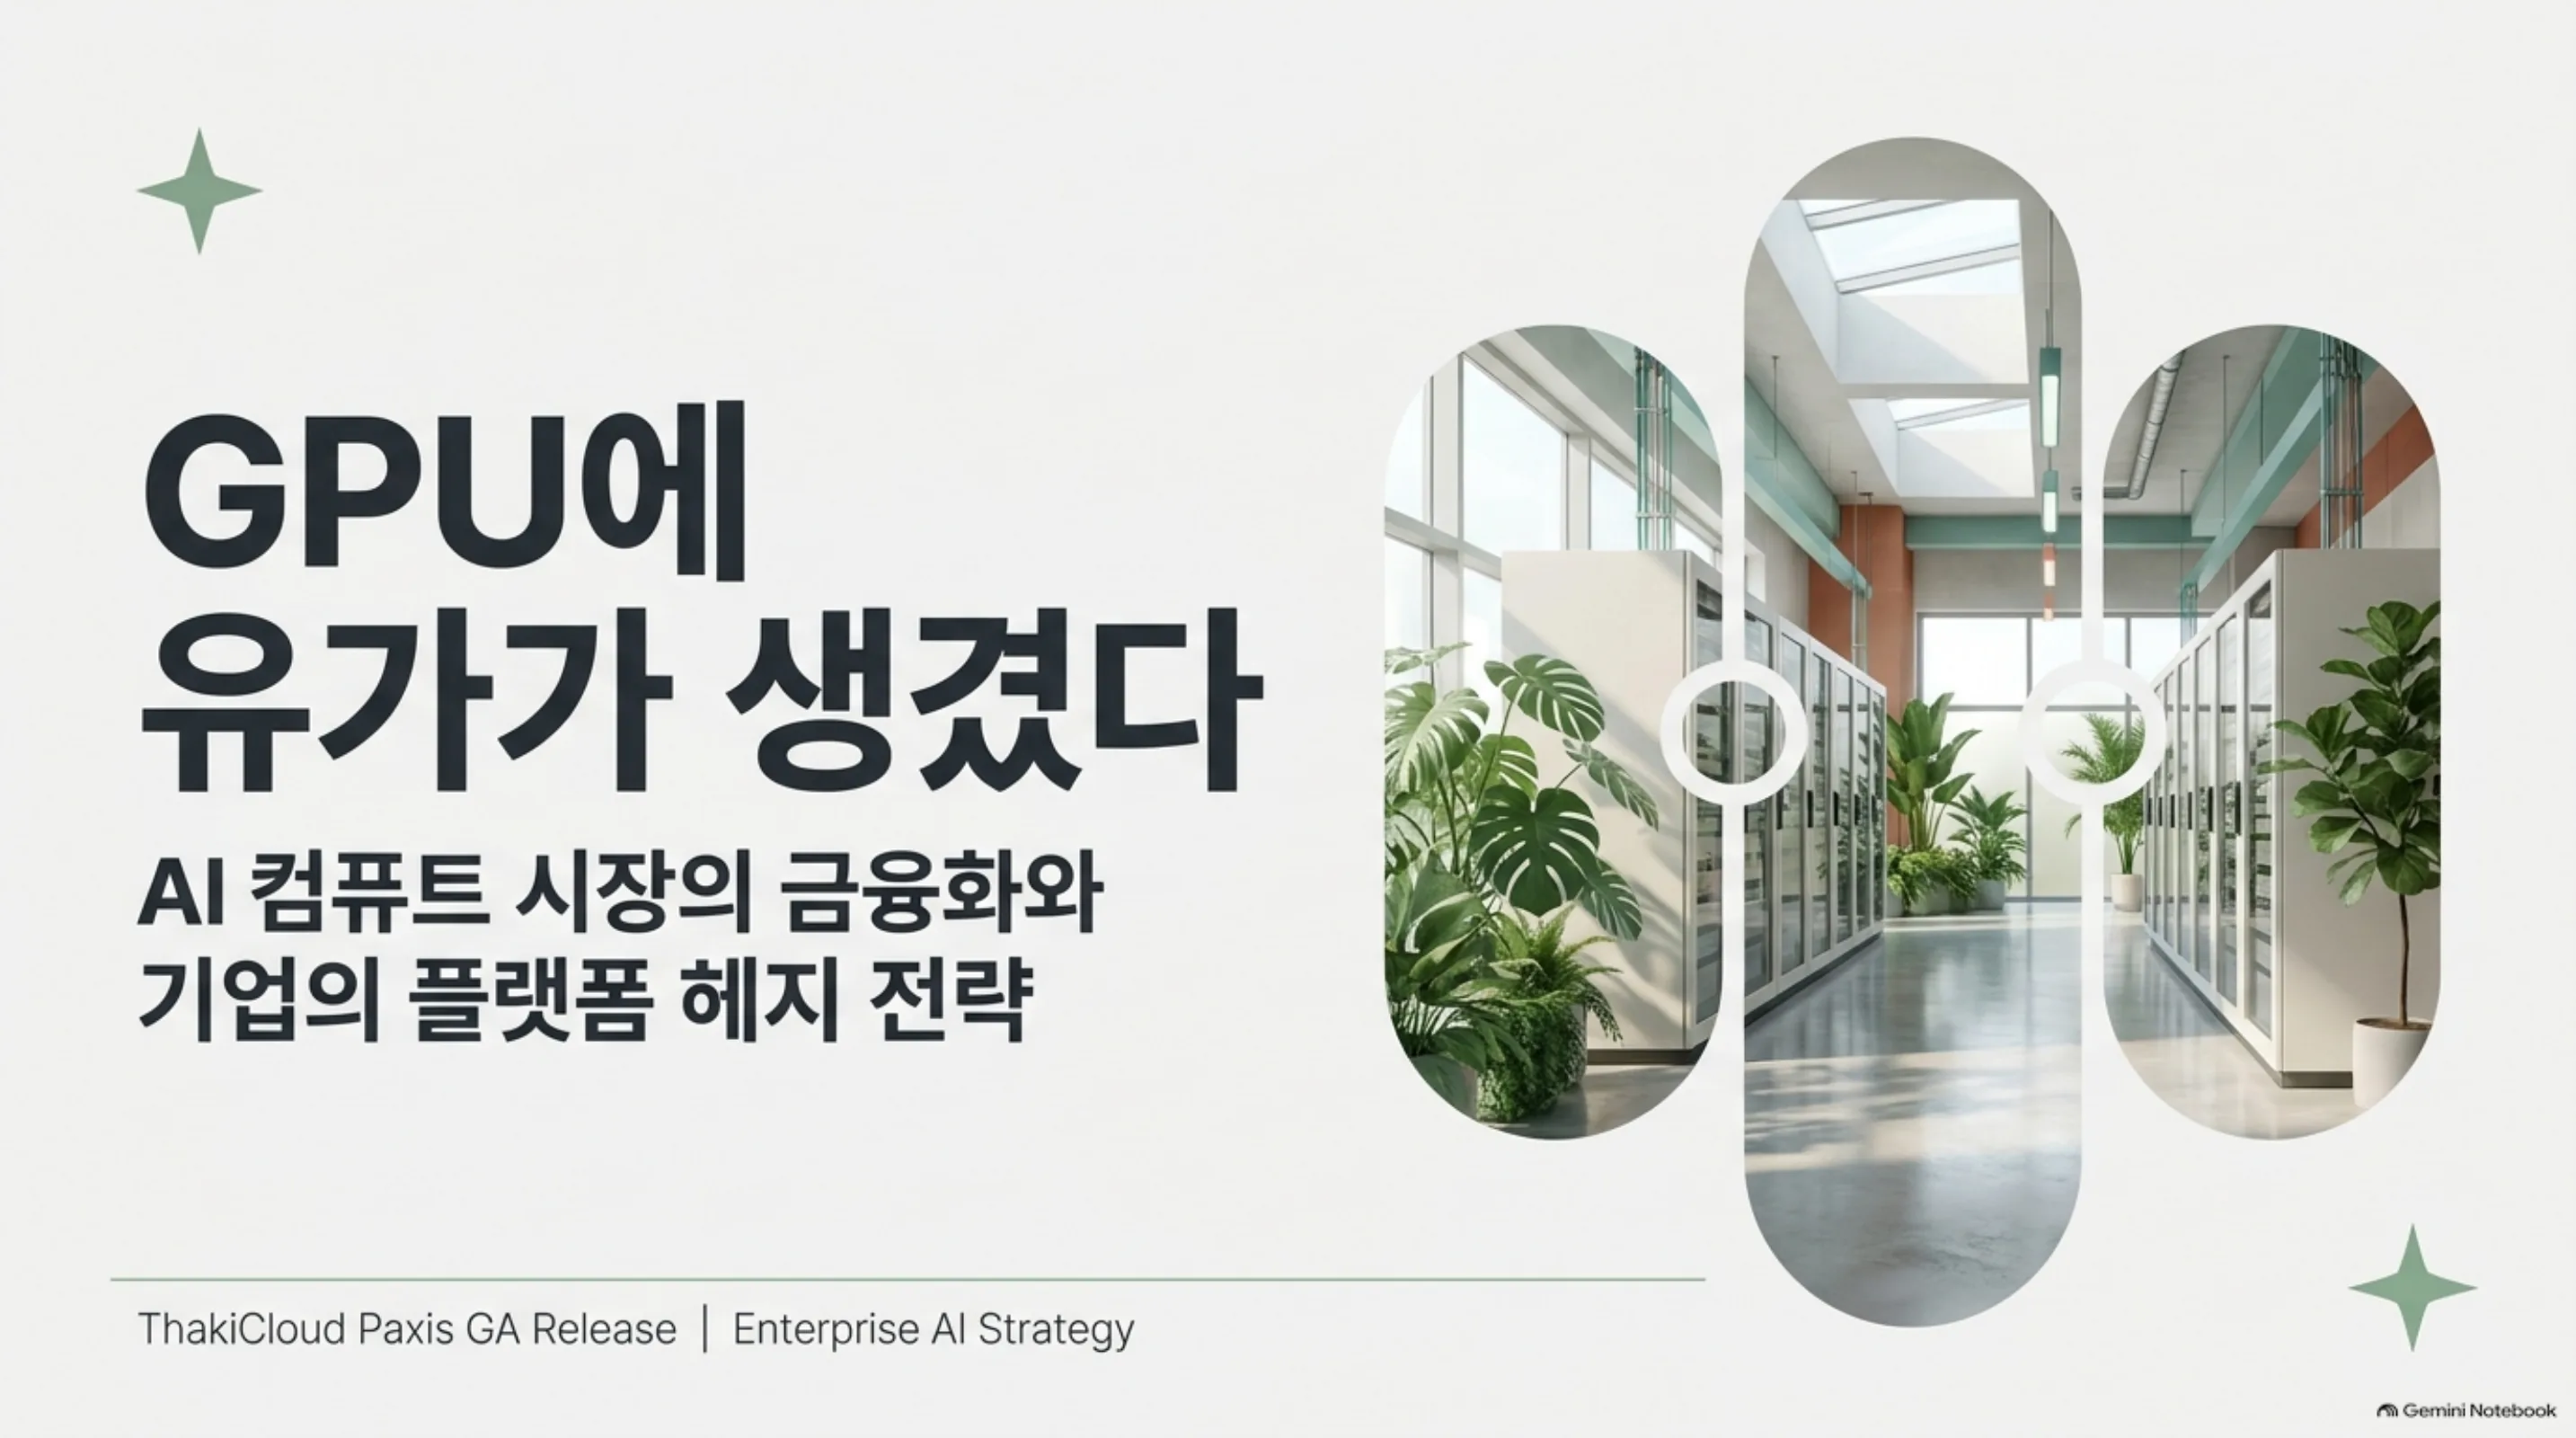 GPU에
유가가 생겼다
AI 컴퓨트 시장의 금융화와
기업의 플랫폼 헤지 전략
ThakiCloud Paxis GA Release | Enterprise AI Strategy
Gemini Notebook